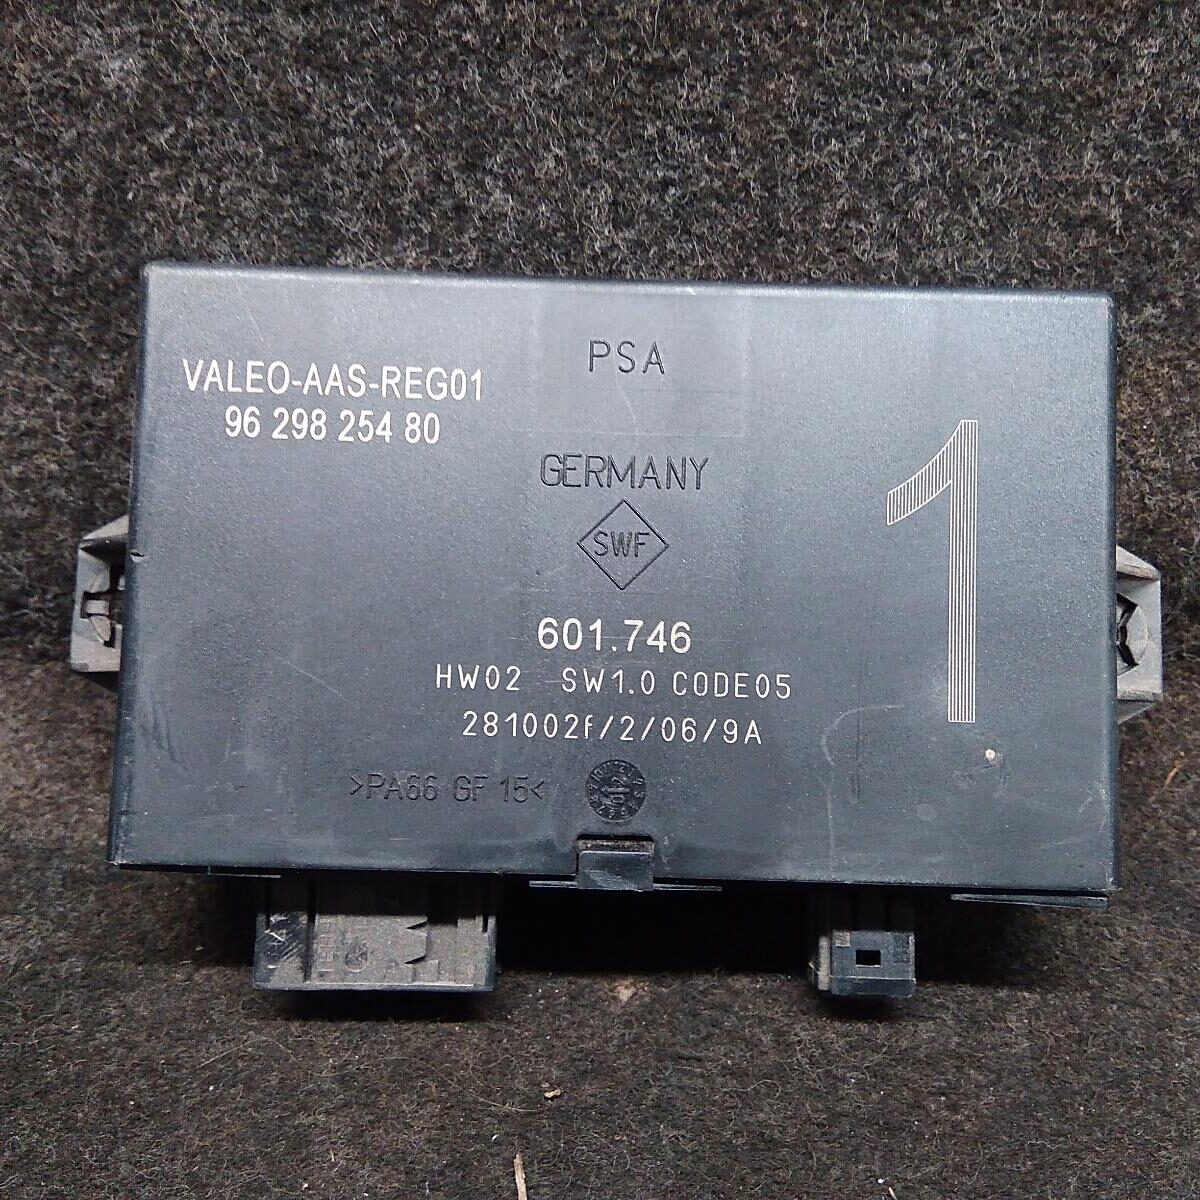 VALEO-AAS-REG01
96 298 254 80
PSA
GERMANY
SWF
1
601.746
HW02 SW1.0 CODE05
281002f/2/06/9A
>PA66 GF 15<